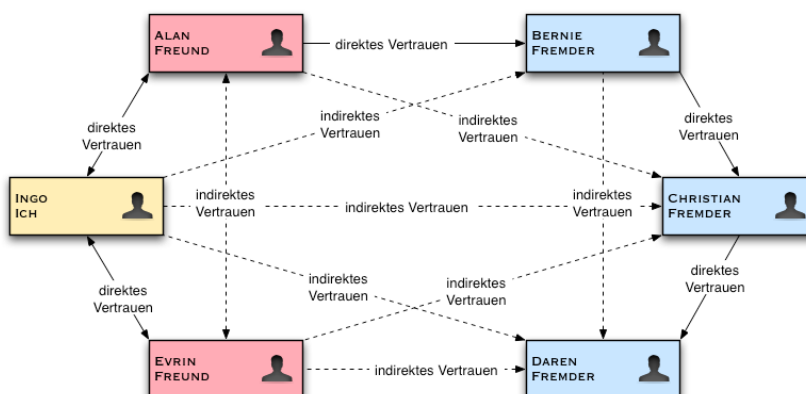 ALAN
FREUND
direktes Vertrauen
BERNIE
FREMDER
direktes
Vertrauen
indirektes
Vertrauen
indirektes
Vertrauen
direktes
Vertrauen
INGO
ICH
indirektes
Vertrauen
indirektes Vertrauen
indirektes
Vertrauen
CHRISTIAN
FREMDER
direktes
Vertrauen
indirektes
Vertrauen
indirektes
Vertrauen
direktes
Vertrauen
EVRIN
FREUND
indirektes Vertrauen
DAREN
FREMDER